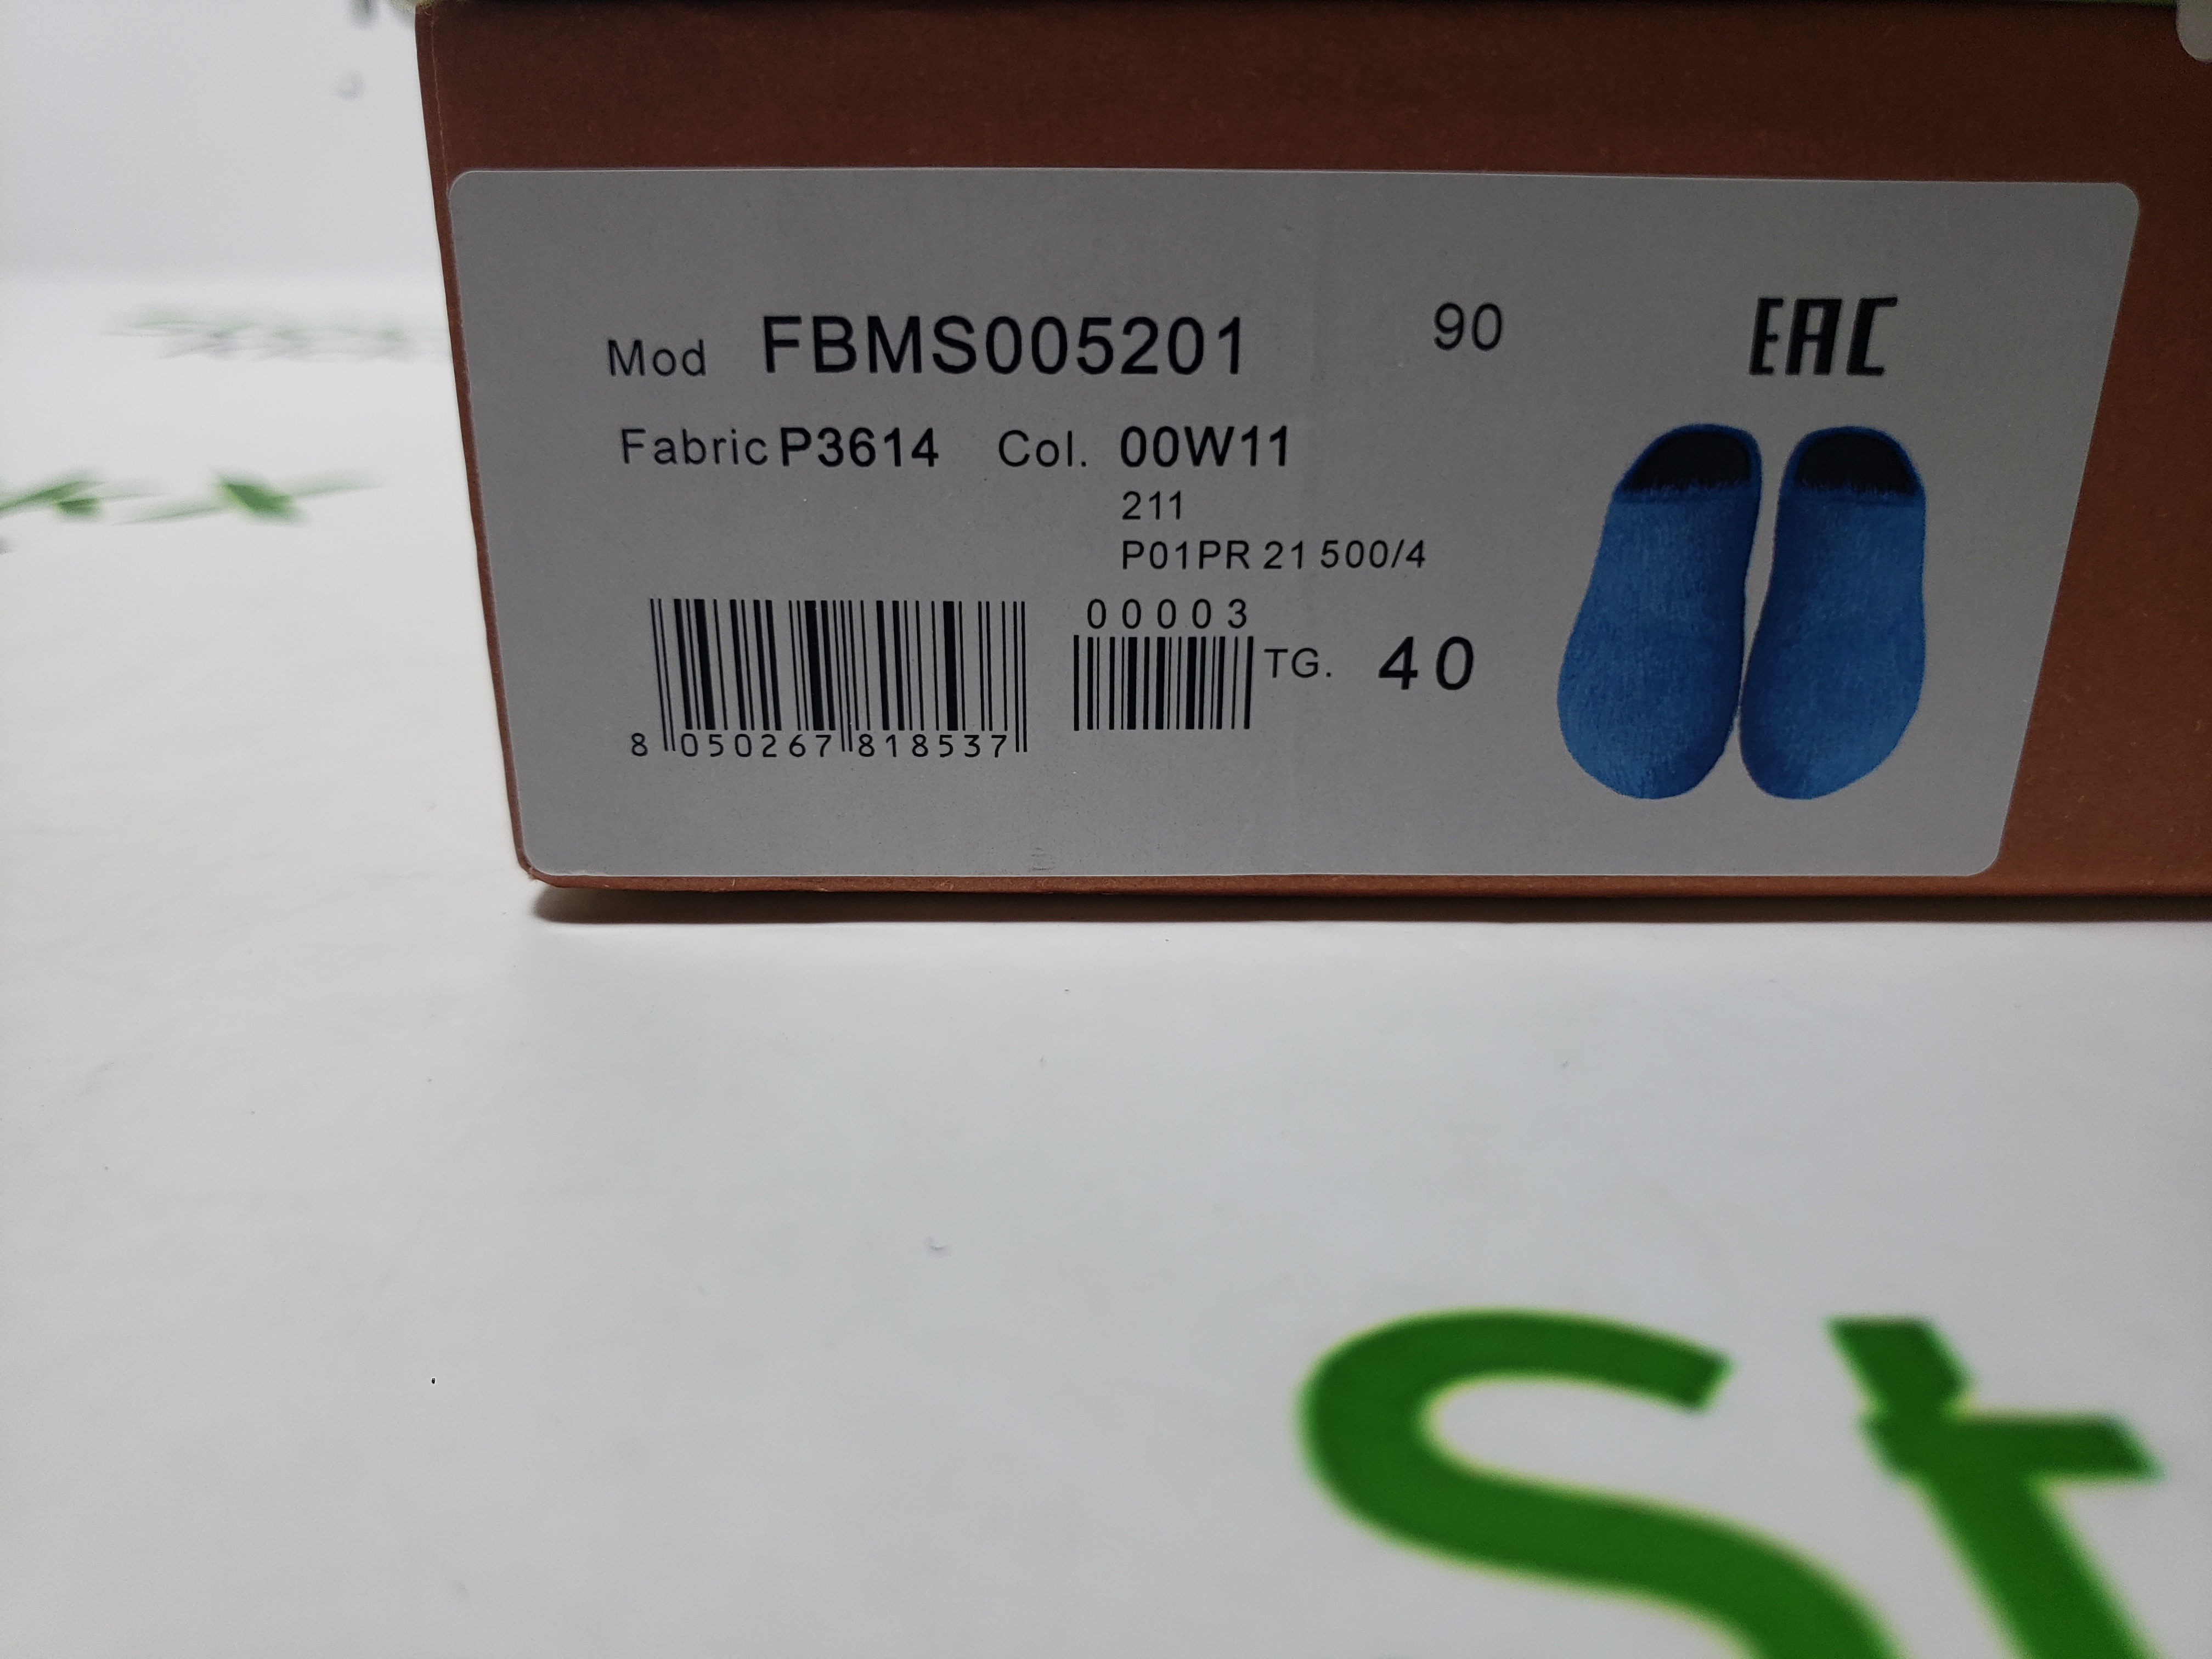 Mod FBMS005201 90 EAC
Fabric P3614 Col. 00W11
211
P01PR 21 500/4
00003
TG. 40
8 050267 818537
St